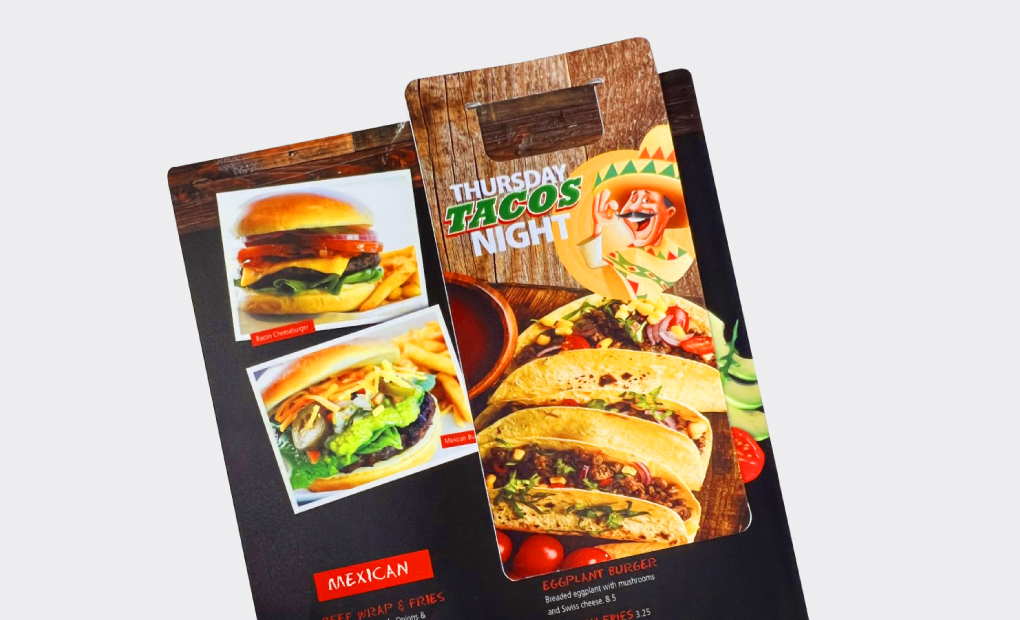 THURSDAY
TACOS
NIGHT
Bacon Cheeseburger
Mexican
MEXICAN
BEEF WRAP & FRIES
Onions &
EGGPLANT BURGER
Breaded eggplant with mushrooms
and Swiss cheese. 8.5
FRIES 3.25